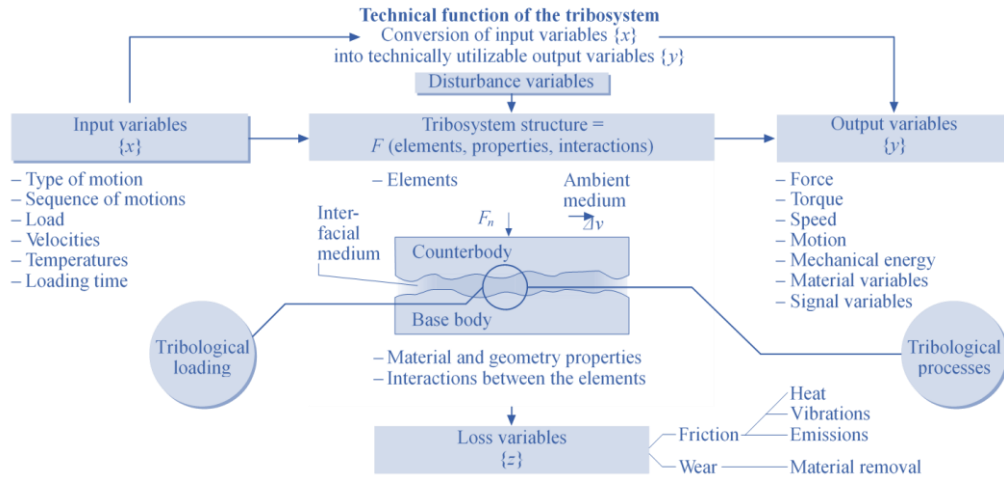 Technical function of the tribosystem
Conversion of input variables {x}
into technically utilizable output variables {y}
Disturbance variables
Input variables
{x}
Tribosystem structure =
F (elements, properties, interactions)
Output variables
{y}
– Type of motion
– Sequence of motions
– Load
– Velocities
– Temperatures
– Loading time
– Elements
Ambient
medium
Inter-
facial
medium
F_n
Δv
Counterbody
Base body
– Force
– Torque
– Speed
– Motion
– Mechanical energy
– Material variables
– Signal variables
Tribological
loading
Tribological
processes
– Material and geometry properties
– Interactions between the elements
Loss variables
{z}
Friction
Heat
Vibrations
Emissions
Wear
Material removal